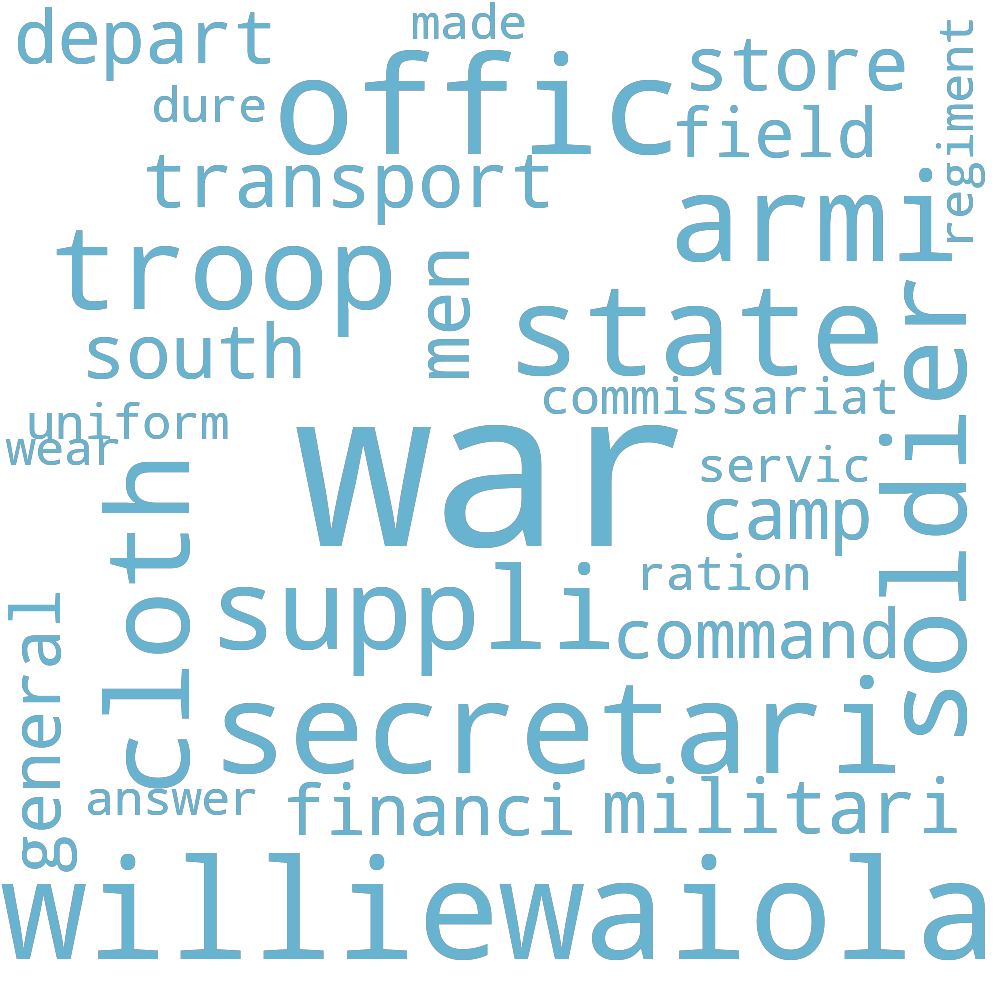 made
depart
store
regiment
offic
dure
field
transport
armi
troop
men
soldier
state
south
commissariat
uniform
war
wear
servic
cloth
camp
ration
suppli
general
command
secretari
answer
financi
militari
williewaiola